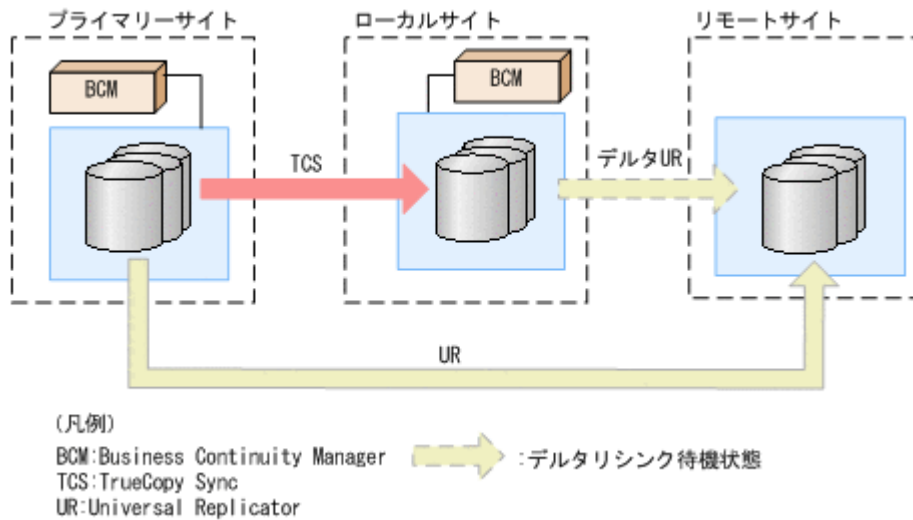 プライマリーサイト
ローカルサイト
リモートサイト
BCM
BCM
TCS
デルタUR
UR
(凡例)
BCM:Business Continuity Manager
:デルタリシンク待機状態
TCS:TrueCopy Sync
UR:Universal Replicator